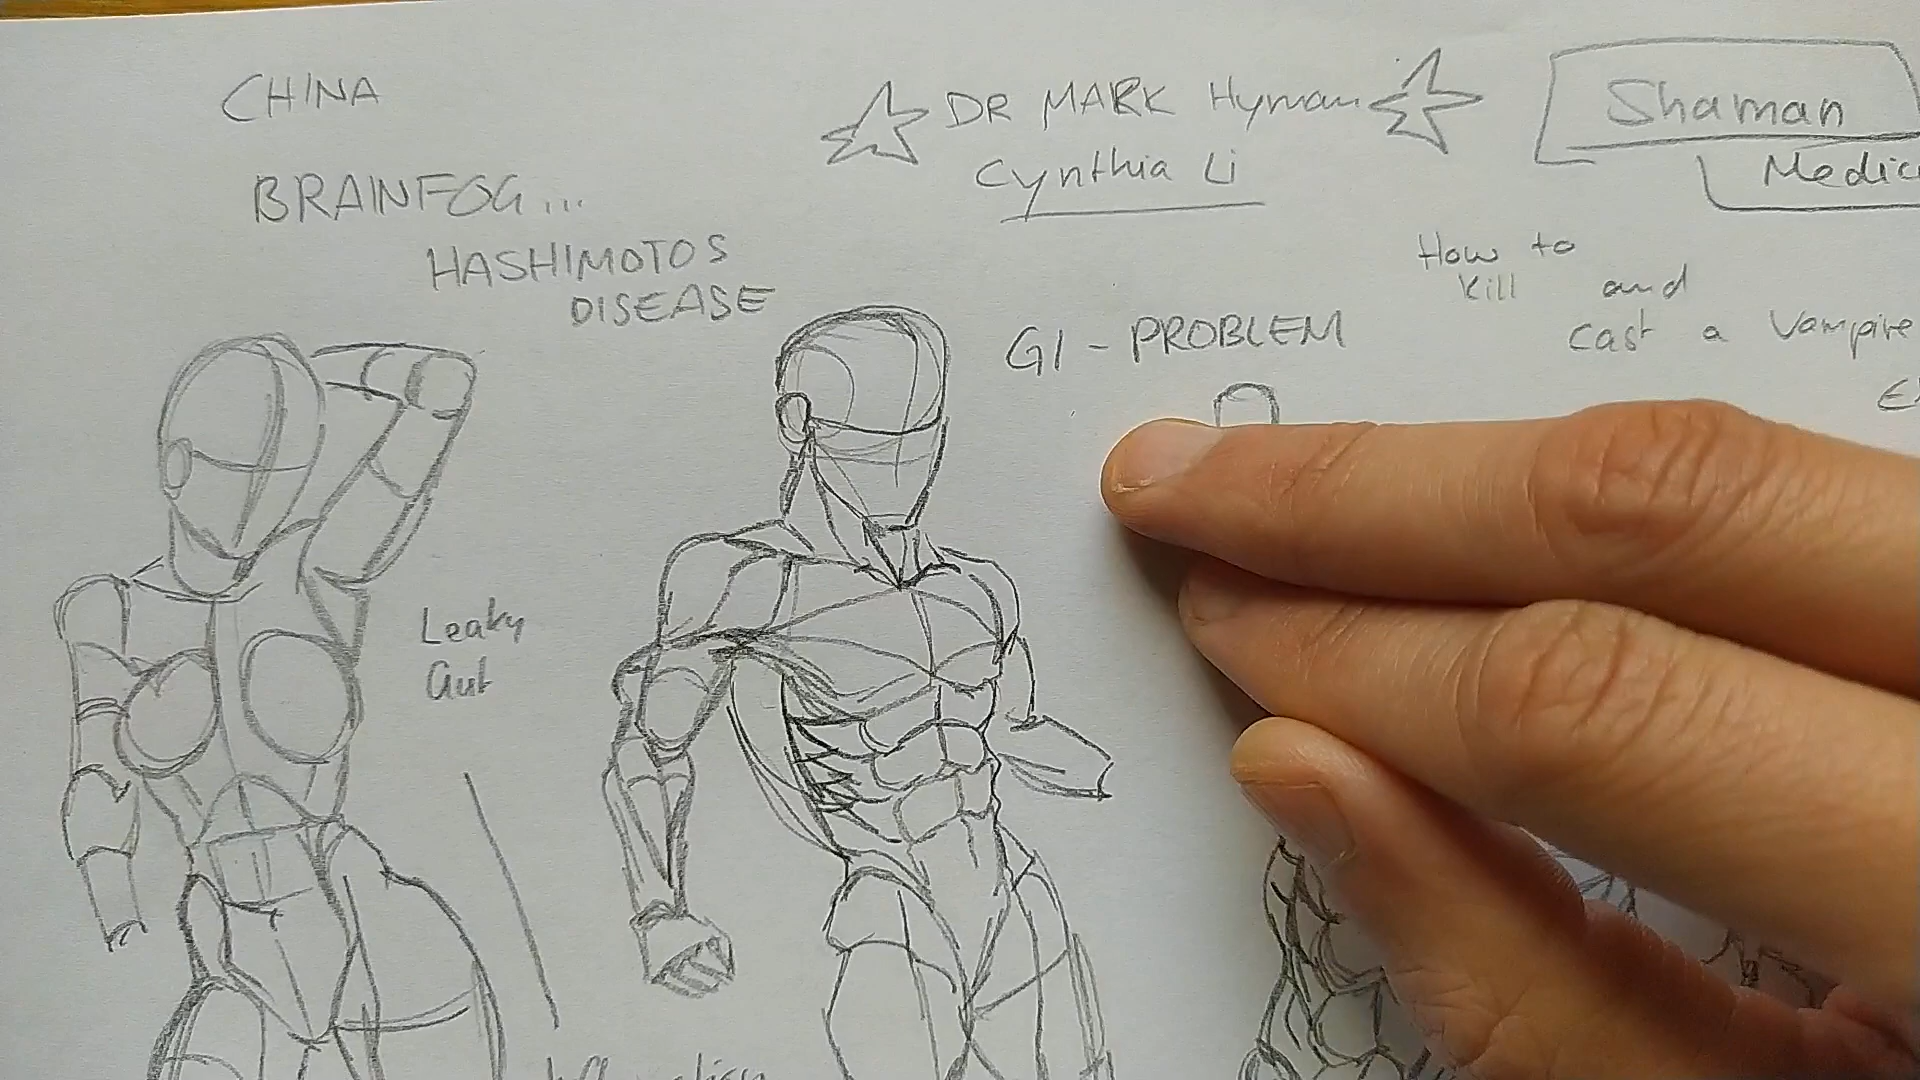 CHINA
BRAINFOG...
HASHIMOTOS
DISEASE
DR MARK Hyman
Cynthia Li
Shaman
GI - PROBLEM
How to
Kill and
cast a Vampire
Leaky
Gut